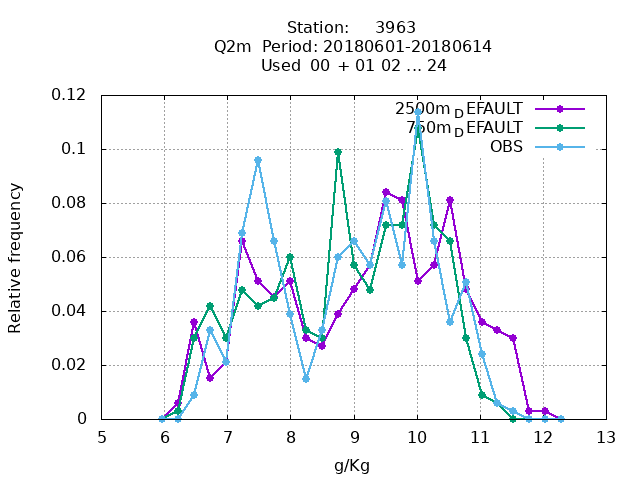 Station: 3963
Q2m Period: 20180601-20180614
Used 00 + 01 02 ... 24
0.12
0.1
0.08
0.06
0.04
0.02
0
Relative frequency
2500m_DEFAULT
750m_DEFAULT
OBS
5 6 7 8 9 10 11 12 13
g/Kg